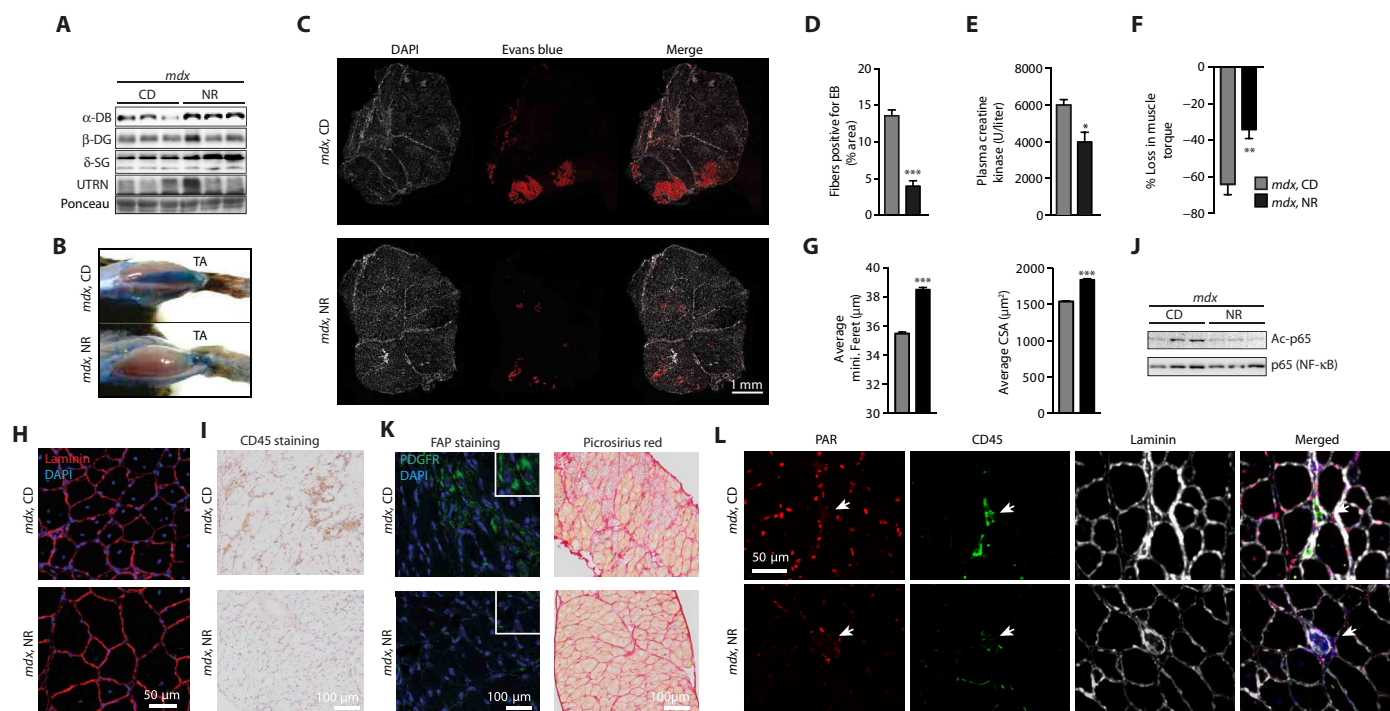 A
mdx
CD
NR
α-DB
β-DG
δ-SG
UTRN
Ponceau
B
mdx, CD
TA
mdx, NR
TA
C
DAPI
Evans blue
Merge
mdx, CD
mdx, NR
1 mm
D
Fibers positive for EB
(% area)
20
15
10
5
0
***
E
Plasma creatine
kinase (U/liter)
8000
6000
4000
2000
0
*
F
% Loss in muscle
torque
0
−20
−40
−60
−80
**
mdx, CD
mdx, NR
G
Average
mini. Feret (μm)
40
38
36
34
32
30
***
Average CSA (μm²)
2000
1500
1000
500
0
***
J
mdx
CD
NR
Ac-p65
p65 (NF-κB)
H
mdx, CD
Laminin
DAPI
mdx, NR
50 μm
I
CD45 staining
mdx, CD
mdx, NR
100 μm
K
FAP staining
Picrosirius red
mdx, CD
PDGFR
DAPI
mdx, NR
100 μm
100μm
L
PAR
CD45
Laminin
Merged
mdx, CD
50 μm
mdx, NR